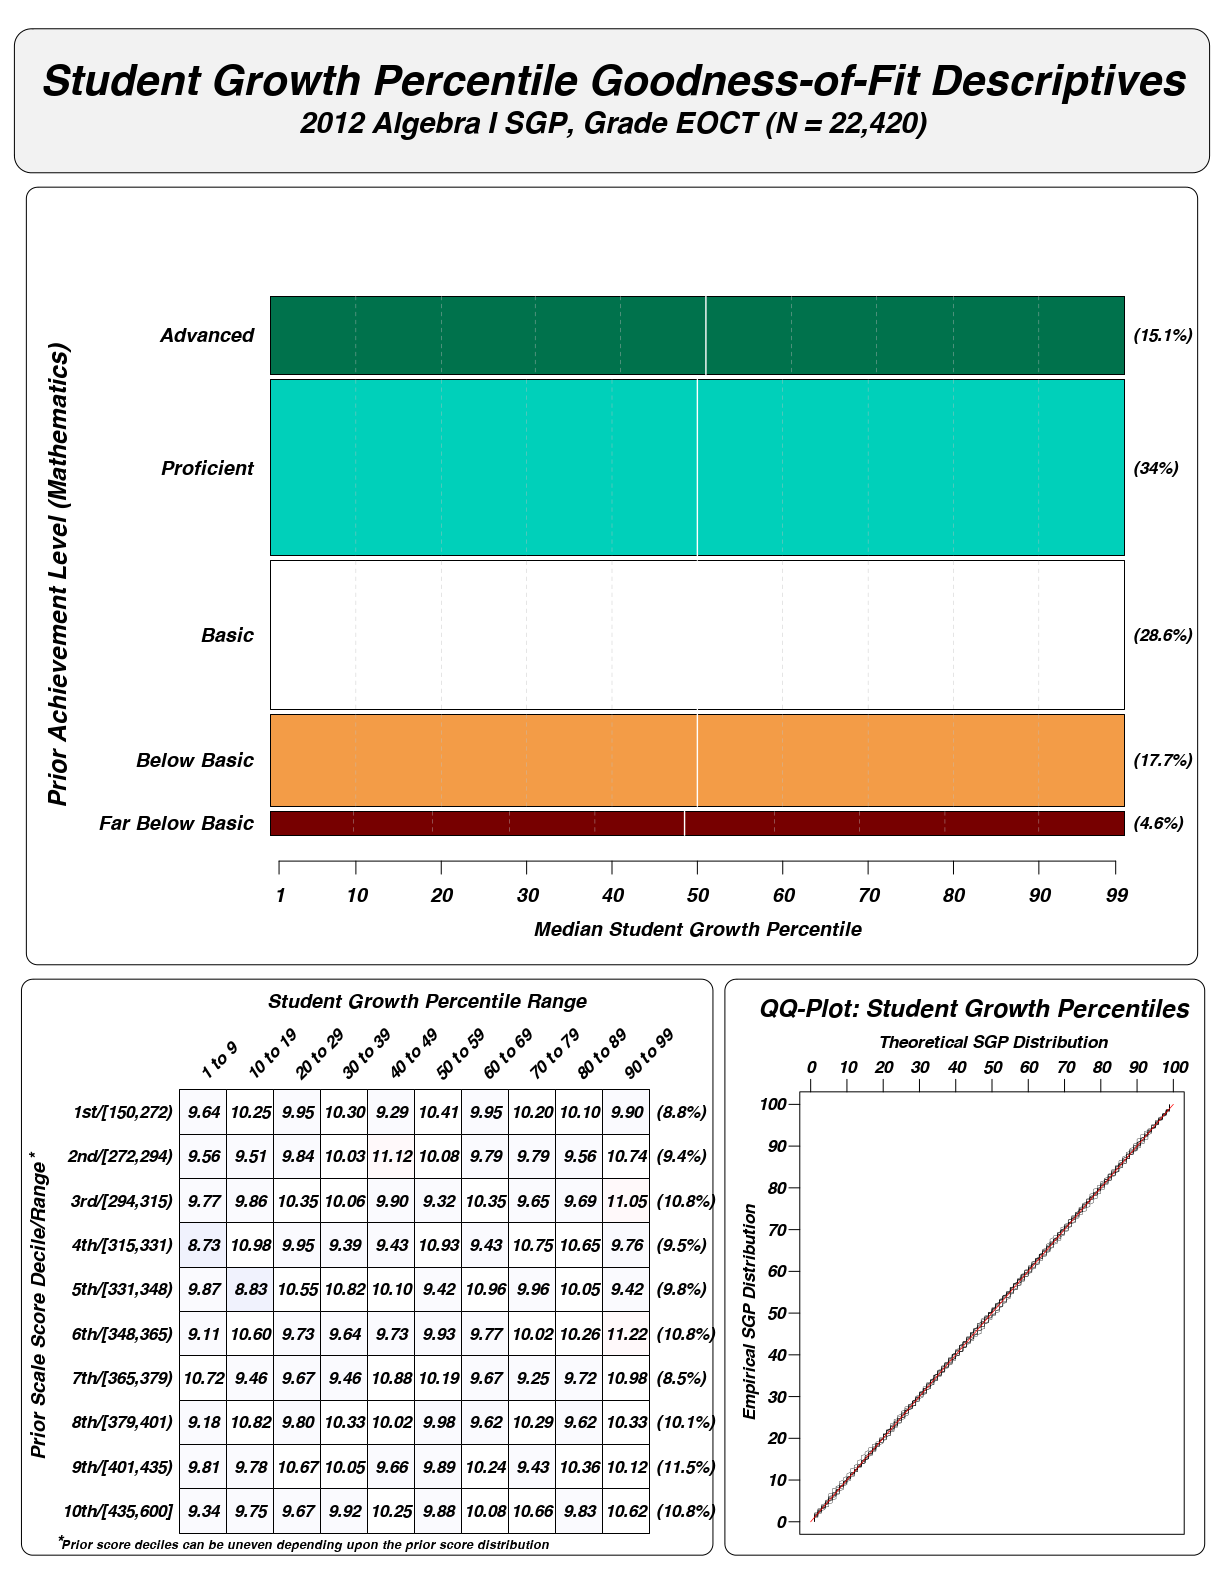 Student Growth Percentile Goodness-of-Fit Descriptives
2012 Algebra I SGP, Grade EOCT (N = 22,420)
Prior Achievement Level (Mathematics)
Advanced (15.1%)
Proficient (34%)
Basic (28.6%)
Below Basic (17.7%)
Far Below Basic (4.6%)
1 10 20 30 40 50 60 70 80 90 99
Median Student Growth Percentile
Student Growth Percentile Range
1 to 9 10 to 19 20 to 29 30 to 39 40 to 49 50 to 59 60 to 69 70 to 79 80 to 89 90 to 99
Prior Scale Score Decile/Range*
1st/[150,272) 9.64 10.25 9.95 10.30 9.29 10.41 9.95 10.20 10.10 9.90 (8.8%)
2nd/[272,294) 9.56 9.51 9.84 10.03 11.12 10.08 9.79 9.79 9.56 10.74 (9.4%)
3rd/[294,315) 9.77 9.86 10.35 10.06 9.90 9.32 10.35 9.65 9.69 11.05 (10.8%)
4th/[315,331) 8.73 10.98 9.95 9.39 9.43 10.93 9.43 10.75 10.65 9.76 (9.5%)
5th/[331,348) 9.87 8.83 10.55 10.82 10.10 9.42 10.96 9.96 10.05 9.42 (9.8%)
6th/[348,365) 9.11 10.60 9.73 9.64 9.73 9.93 9.77 10.02 10.26 11.22 (10.8%)
7th/[365,379) 10.72 9.46 9.67 9.46 10.88 10.19 9.67 9.25 9.72 10.98 (8.5%)
8th/[379,401) 9.18 10.82 9.80 10.33 10.02 9.98 9.62 10.29 9.62 10.33 (10.1%)
9th/[401,435) 9.81 9.78 10.67 10.05 9.66 9.89 10.24 9.43 10.36 10.12 (11.5%)
10th/[435,600] 9.34 9.75 9.67 9.92 10.25 9.88 10.08 10.66 9.83 10.62 (10.8%)
*Prior score deciles can be uneven depending upon the prior score distribution
QQ-Plot: Student Growth Percentiles
Theoretical SGP Distribution
0 10 20 30 40 50 60 70 80 90 100
Empirical SGP Distribution
100
90
80
70
60
50
40
30
20
10
0